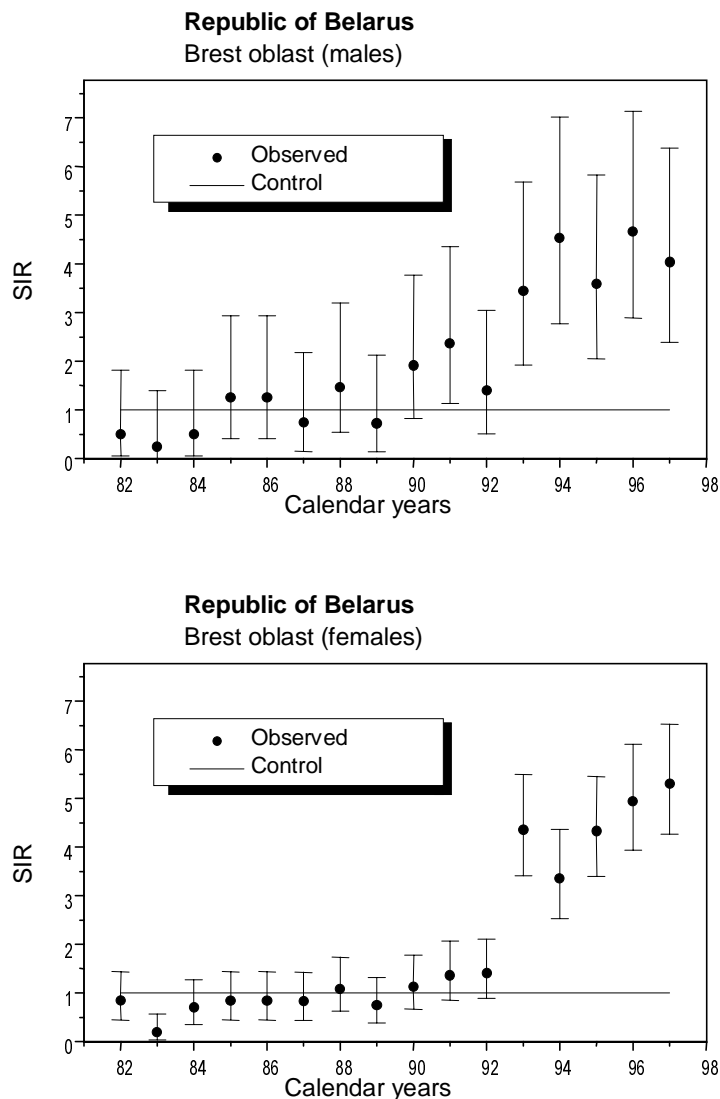 Republic of Belarus
Brest oblast (males)
7
6
5
4
3
2
1
0
SIR
Observed
Control
82 84 86 88 90 92 94 96 98
Calendar years
Republic of Belarus
Brest oblast (females)
7
6
5
4
3
2
1
0
SIR
Observed
Control
82 84 86 88 90 92 94 96 98
Calendar years